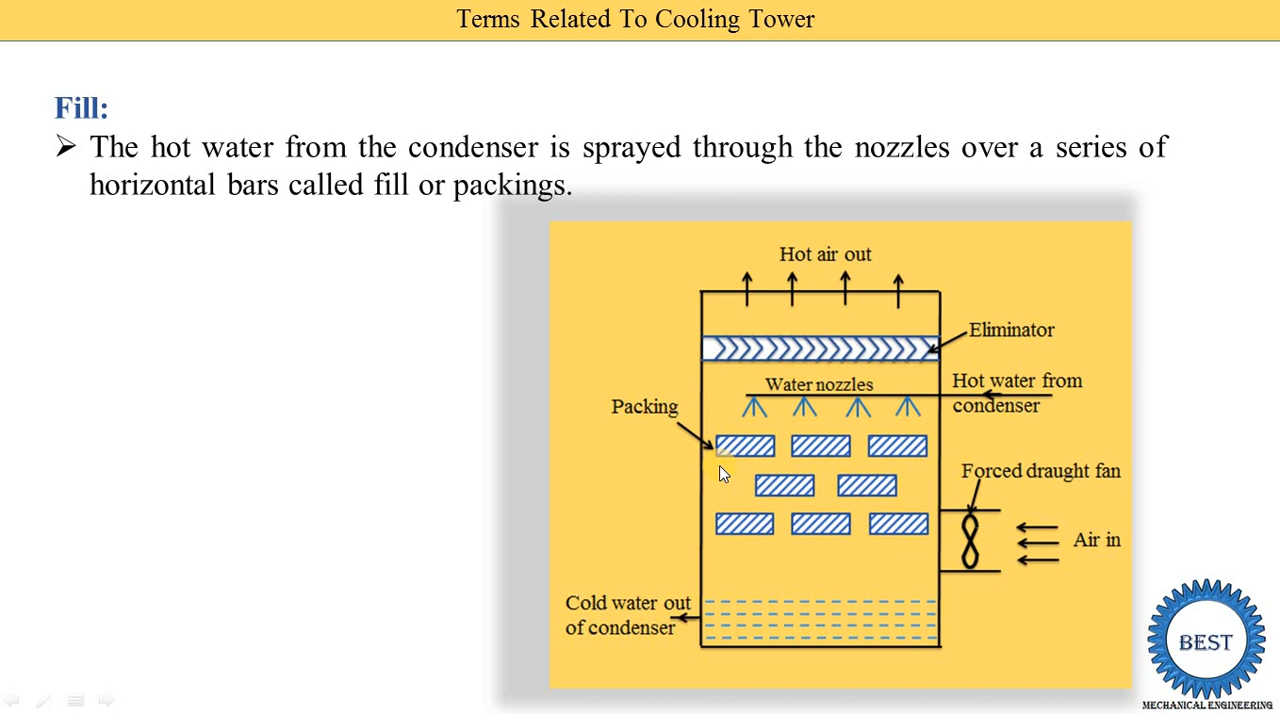 Terms Related To Cooling Tower
Fill:
➢ The hot water from the condenser is sprayed through the nozzles over a series of
horizontal bars called fill or packings.
Hot air out
Eliminator
Water nozzles
Hot water from
condenser
Packing
Forced draught fan
Air in
Cold water out
of condenser
BEST
MECHANICAL ENGINEERING